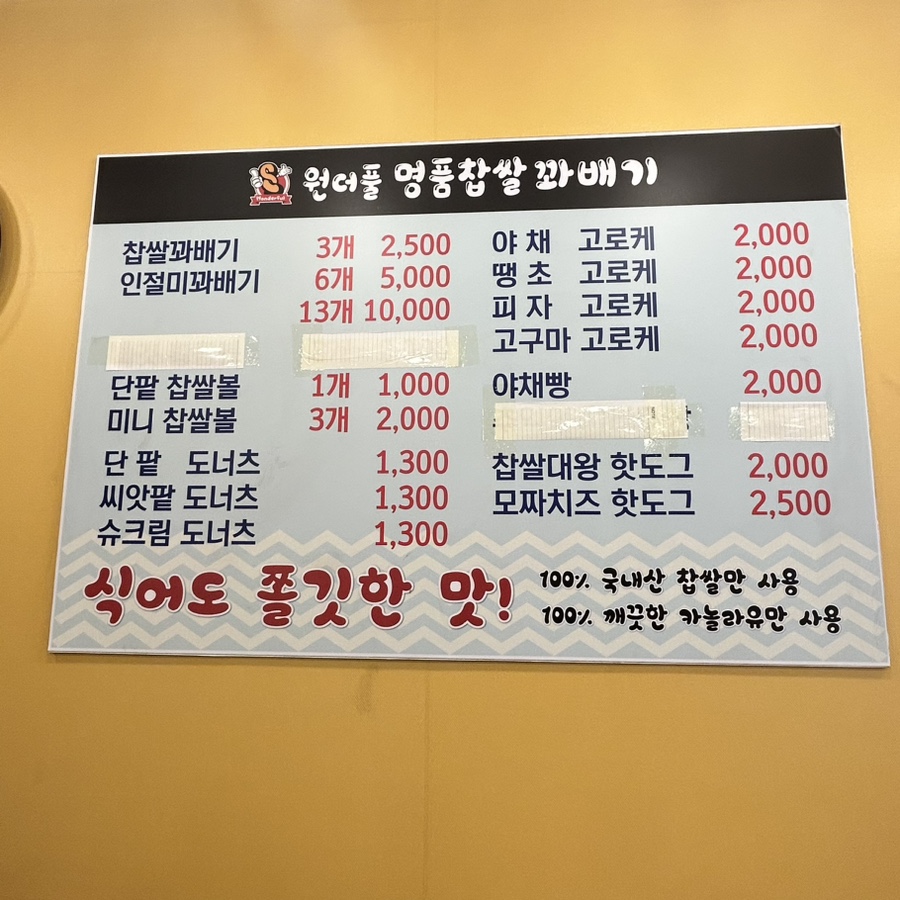 Wonderful
원더풀 명품찹쌀꽈배기
찹쌀꽈배기 3개 2,500
인절미꽈배기 6개 5,000
13개 10,000
단팥 찹쌀볼 1개 1,000
미니 찹쌀볼 3개 2,000
단 팥 도너츠 1,300
씨앗팥 도너츠 1,300
슈크림 도너츠 1,300
야 채 고로케 2,000
땡 초 고로케 2,000
피 자 고로케 2,000
고구마 고로케 2,000
야채빵 2,000
찹쌀대왕 핫도그 2,000
모짜치즈 핫도그 2,500
식어도 쫄깃한 맛!
100% 국내산 찹쌀만 사용
100% 깨끗한 카놀라유만 사용